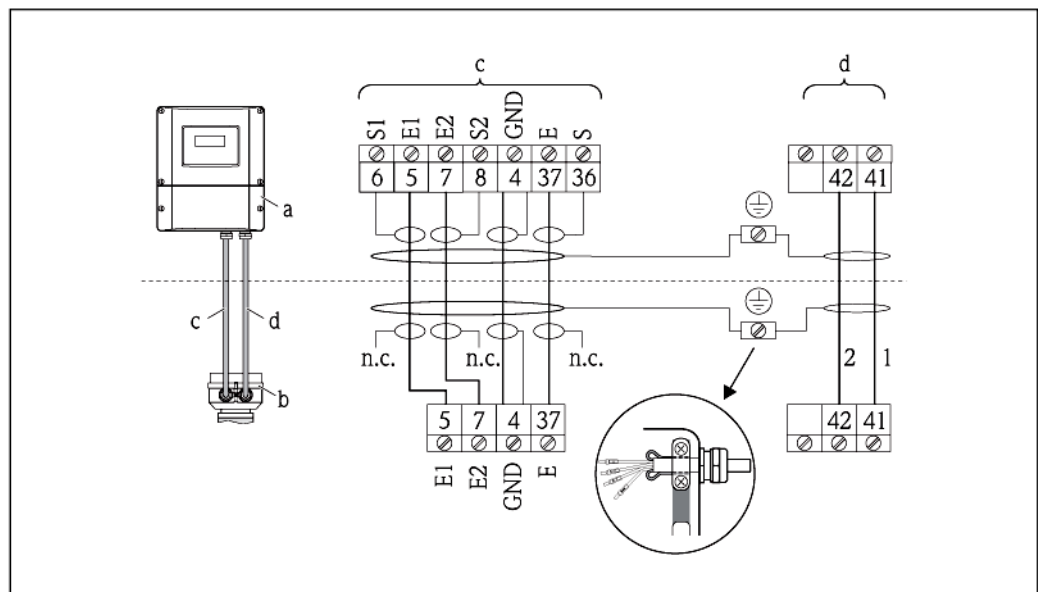 c
d
S1 E1 E2 S2 GND E S
6 5 7 8 4 37 36
42 41
a
c d
n.c. n.c. n.c.
2 1
b
5 7 4 37
42 41
E1 E2 GND E